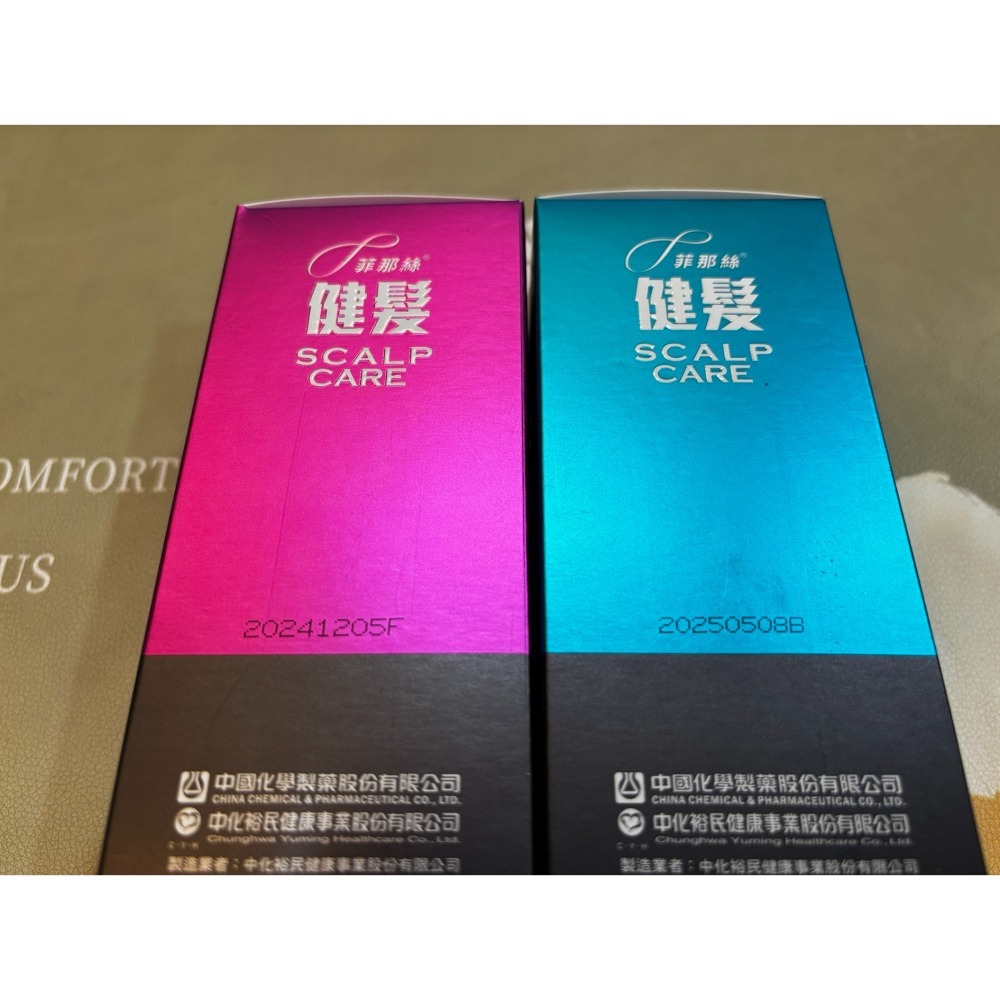 菲那絲®
健髮
SCALP
CARE
20241205F
中國化學製藥股份有限公司
CHINA CHEMICAL & PHARMACEUTICAL CO., LTD.
中化裕民健康事業股份有限公司
C-Y-H
Chunghwa Yuming Healthcare Co., Ltd.
製造業者：中化裕民健康事業股份有限公司
菲那絲®
健髮
SCALP
CARE
20250508B
中國化學製藥股份有限公司
CHINA CHEMICAL & PHARMACEUTICAL CO., LTD.
中化裕民健康事業股份有限公司
C-Y-H
Chunghwa Yuming Healthcare Co., Ltd.
製造業者：中化裕民健康事業股份有限公司
OMFORT
US